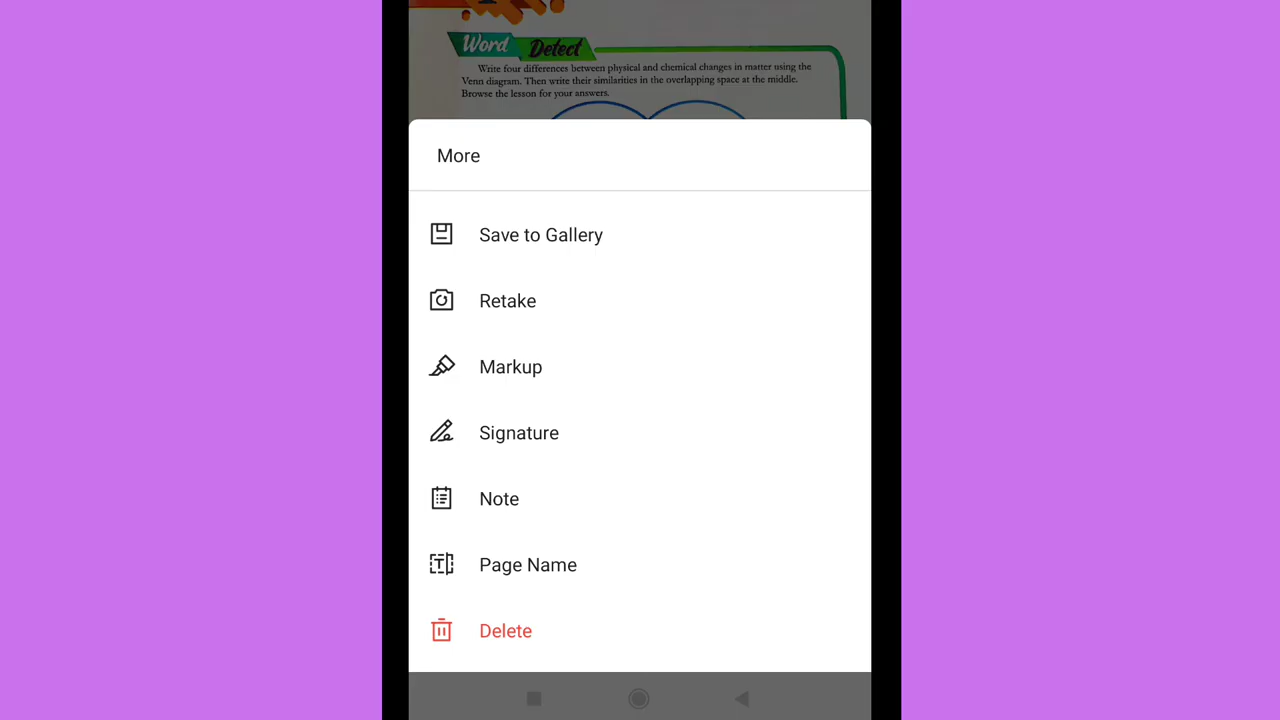 Word Detect
Write four differences between physical and chemical changes in matter using the
Venn diagram. Then write their similarities in the overlapping space at the middle.
Browse the lesson for your answers.
More
Save to Gallery
Retake
Markup
Signature
Note
Page Name
Delete